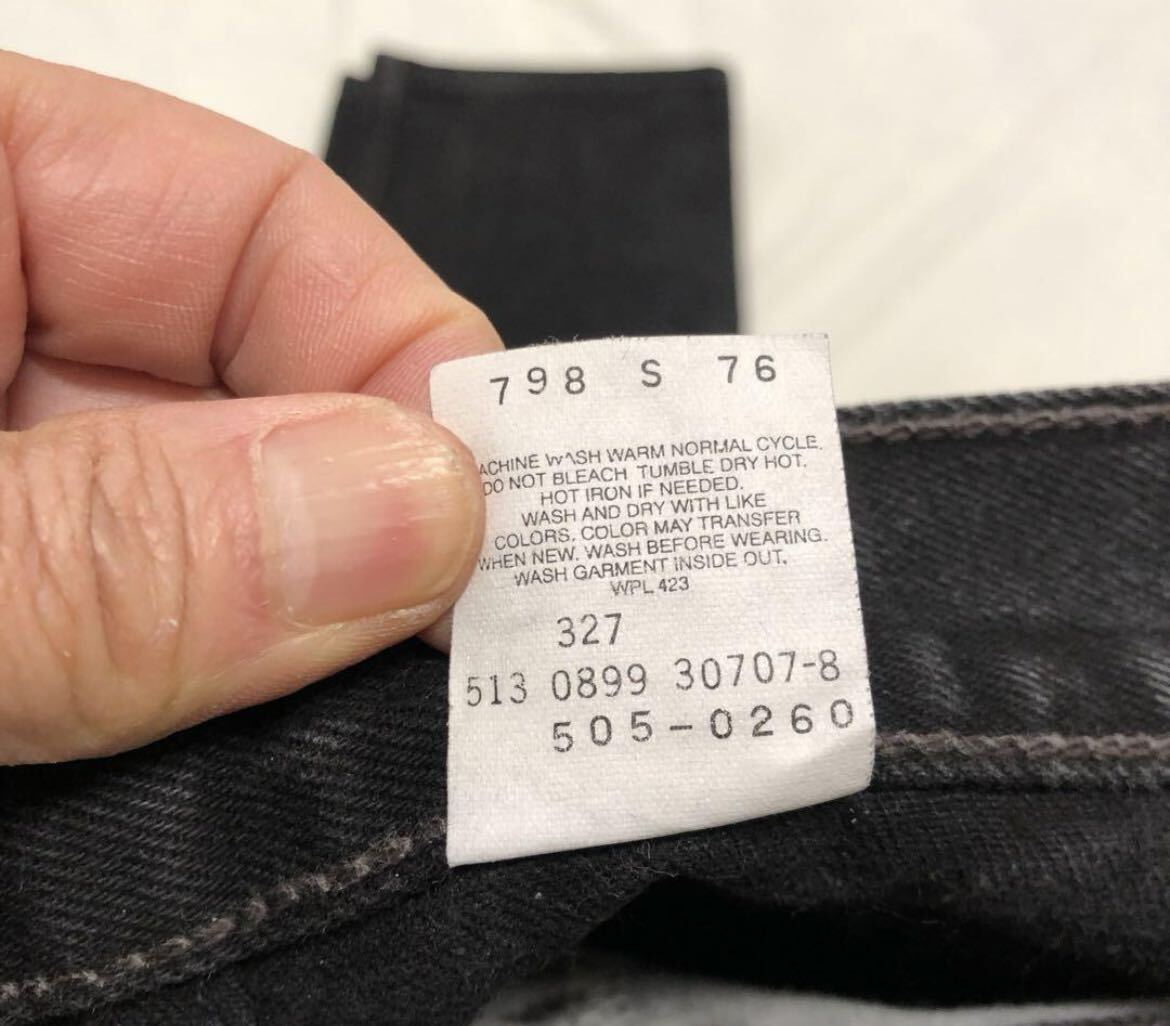 798 S 76
ACHINE WASH WARM NORMAL CYCLE.
DO NOT BLEACH TUMBLE DRY HOT.
HOT IRON IF NEEDED.
WASH AND DRY WITH LIKE
COLORS. COLOR MAY TRANSFER
WHEN NEW. WASH BEFORE WEARING.
WASH GARMENT INSIDE OUT.
WPL 423
327
513 0899 30707-8
505-0260